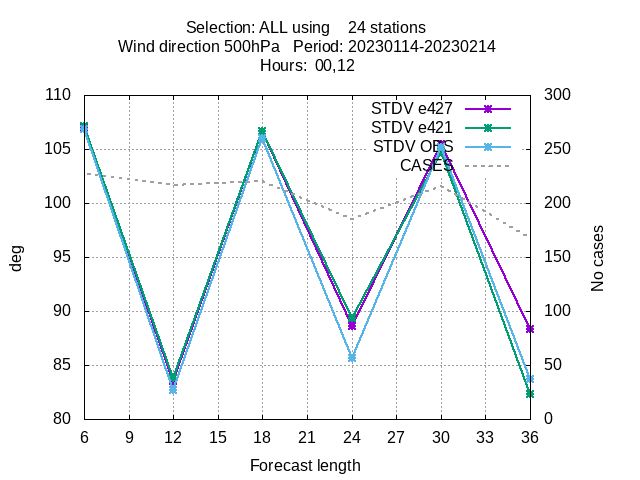 Selection: ALL using    24 stations
Wind direction 500hPa   Period: 20230114-20230214
Hours:  00,12
110
105
100
95
90
85
80
300
250
200
150
100
50
0
STDV e427
STDV e421
STDV OBS
CASES
deg
No cases
6 9 12 15 18 21 24 27 30 33 36
Forecast length